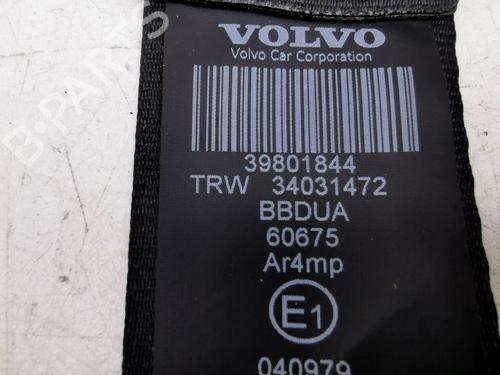 VOLVO
Volvo Car Corporation
39801844
TRW 34031472
BBDUA
60675
Ar4mp
E1
040979
B-PARTS